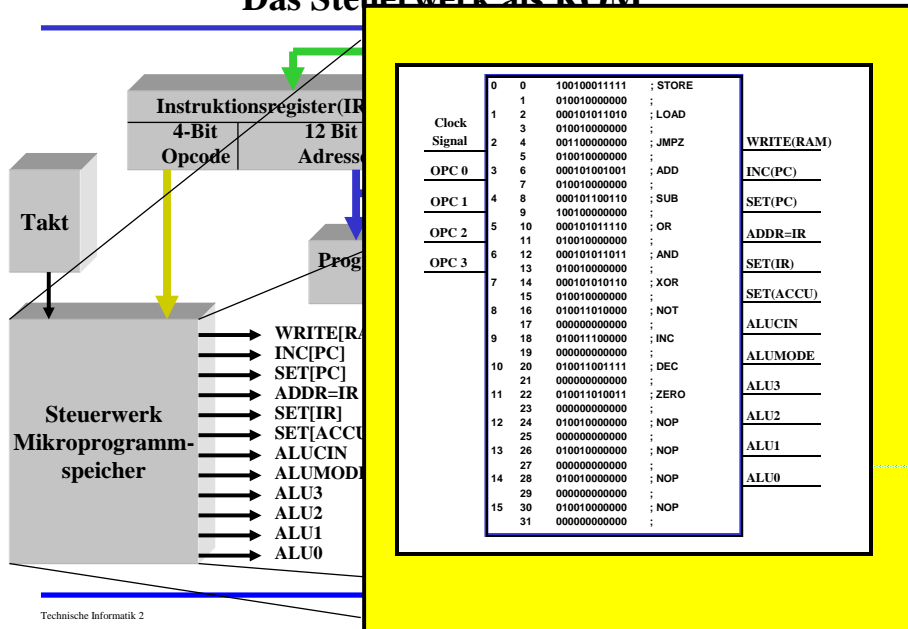 Das Steuerwerk als ROM
Instruktionsregister(IR
4-Bit 12 Bit
Opcode Adresse
Takt
Prog
Steuerwerk
Mikroprogramm-
speicher
WRITE[RA
INC[PC]
SET[PC]
ADDR=IR
SET[IR]
SET[ACCU
ALUCIN
ALUMODE
ALU3
ALU2
ALU1
ALU0
Clock
Signal
OPC 0
OPC 1
OPC 2
OPC 3
0 0 100100011111 ; STORE
1 010010000000 ;
1 2 000101011010 ; LOAD
3 010010000000 ;
2 4 001100000000 ; JMPZ
5 010010000000 ;
3 6 000101001001 ; ADD
7 010010000000 ;
4 8 000101100110 ; SUB
9 100100000000 ;
5 10 000101011110 ; OR
11 010010000000 ;
6 12 000101011011 ; AND
13 010010000000 ;
7 14 000101010110 ; XOR
15 010010000000 ;
8 16 010011010000 ; NOT
17 000000000000 ;
9 18 010011100000 ; INC
19 000000000000 ;
10 20 010011001111 ; DEC
21 000000000000 ;
11 22 010011010011 ; ZERO
23 000000000000 ;
12 24 010010000000 ; NOP
25 000000000000 ;
13 26 010010000000 ; NOP
27 000000000000 ;
14 28 010010000000 ; NOP
29 000000000000 ;
15 30 010010000000 ; NOP
31 000000000000 ;
WRITE(RAM)
INC(PC)
SET(PC)
ADDR=IR
SET(IR)
SET(ACCU)
ALUCIN
ALUMODE
ALU3
ALU2
ALU1
ALU0
Technische Informatik 2